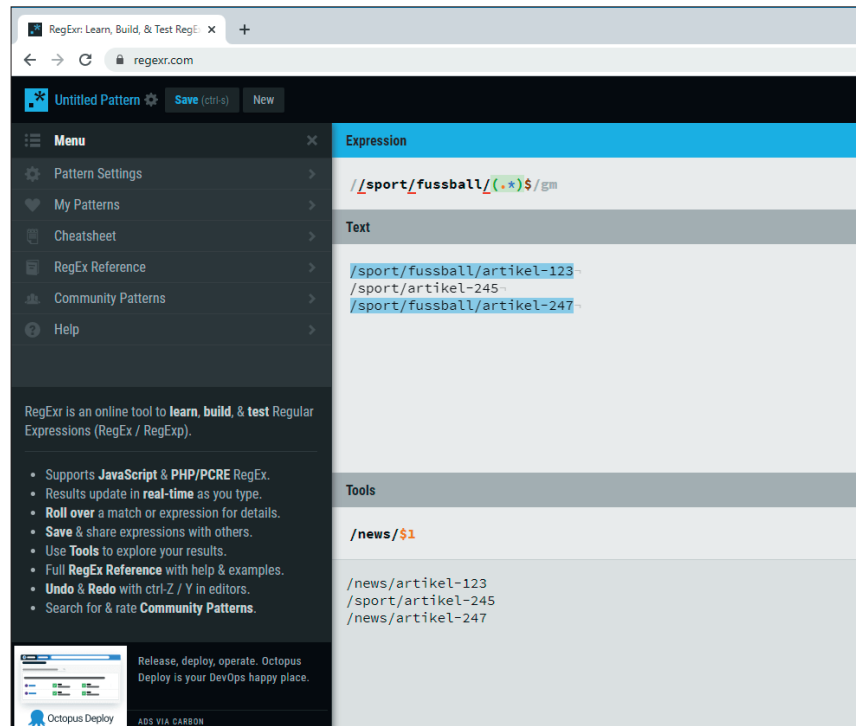 RegExr: Learn, Build, & Test RegE
regexr.com
.* Untitled Pattern Save (ctrl-s) New
Menu
Pattern Settings
My Patterns
Cheatsheet
RegEx Reference
Community Patterns
Help
RegExr is an online tool to learn, build, & test Regular
Expressions (RegEx / RegExp).
• Supports JavaScript & PHP/PCRE RegEx.
• Results update in real-time as you type.
• Roll over a match or expression for details.
• Save & share expressions with others.
• Use Tools to explore your results.
• Full RegEx Reference with help & examples.
• Undo & Redo with ctrl-Z / Y in editors.
• Search for & rate Community Patterns.
Octopus Deploy
Release, deploy, operate. Octopus
Deploy is your DevOps happy place.
ADS VIA CARBON
Expression
//sport/fussball/(.*)$/gm
Text
/sport/fussball/artikel-123¬
/sport/artikel-245¬
/sport/fussball/artikel-247¬
Tools
/news/$1
/news/artikel-123
/sport/artikel-245
/news/artikel-247